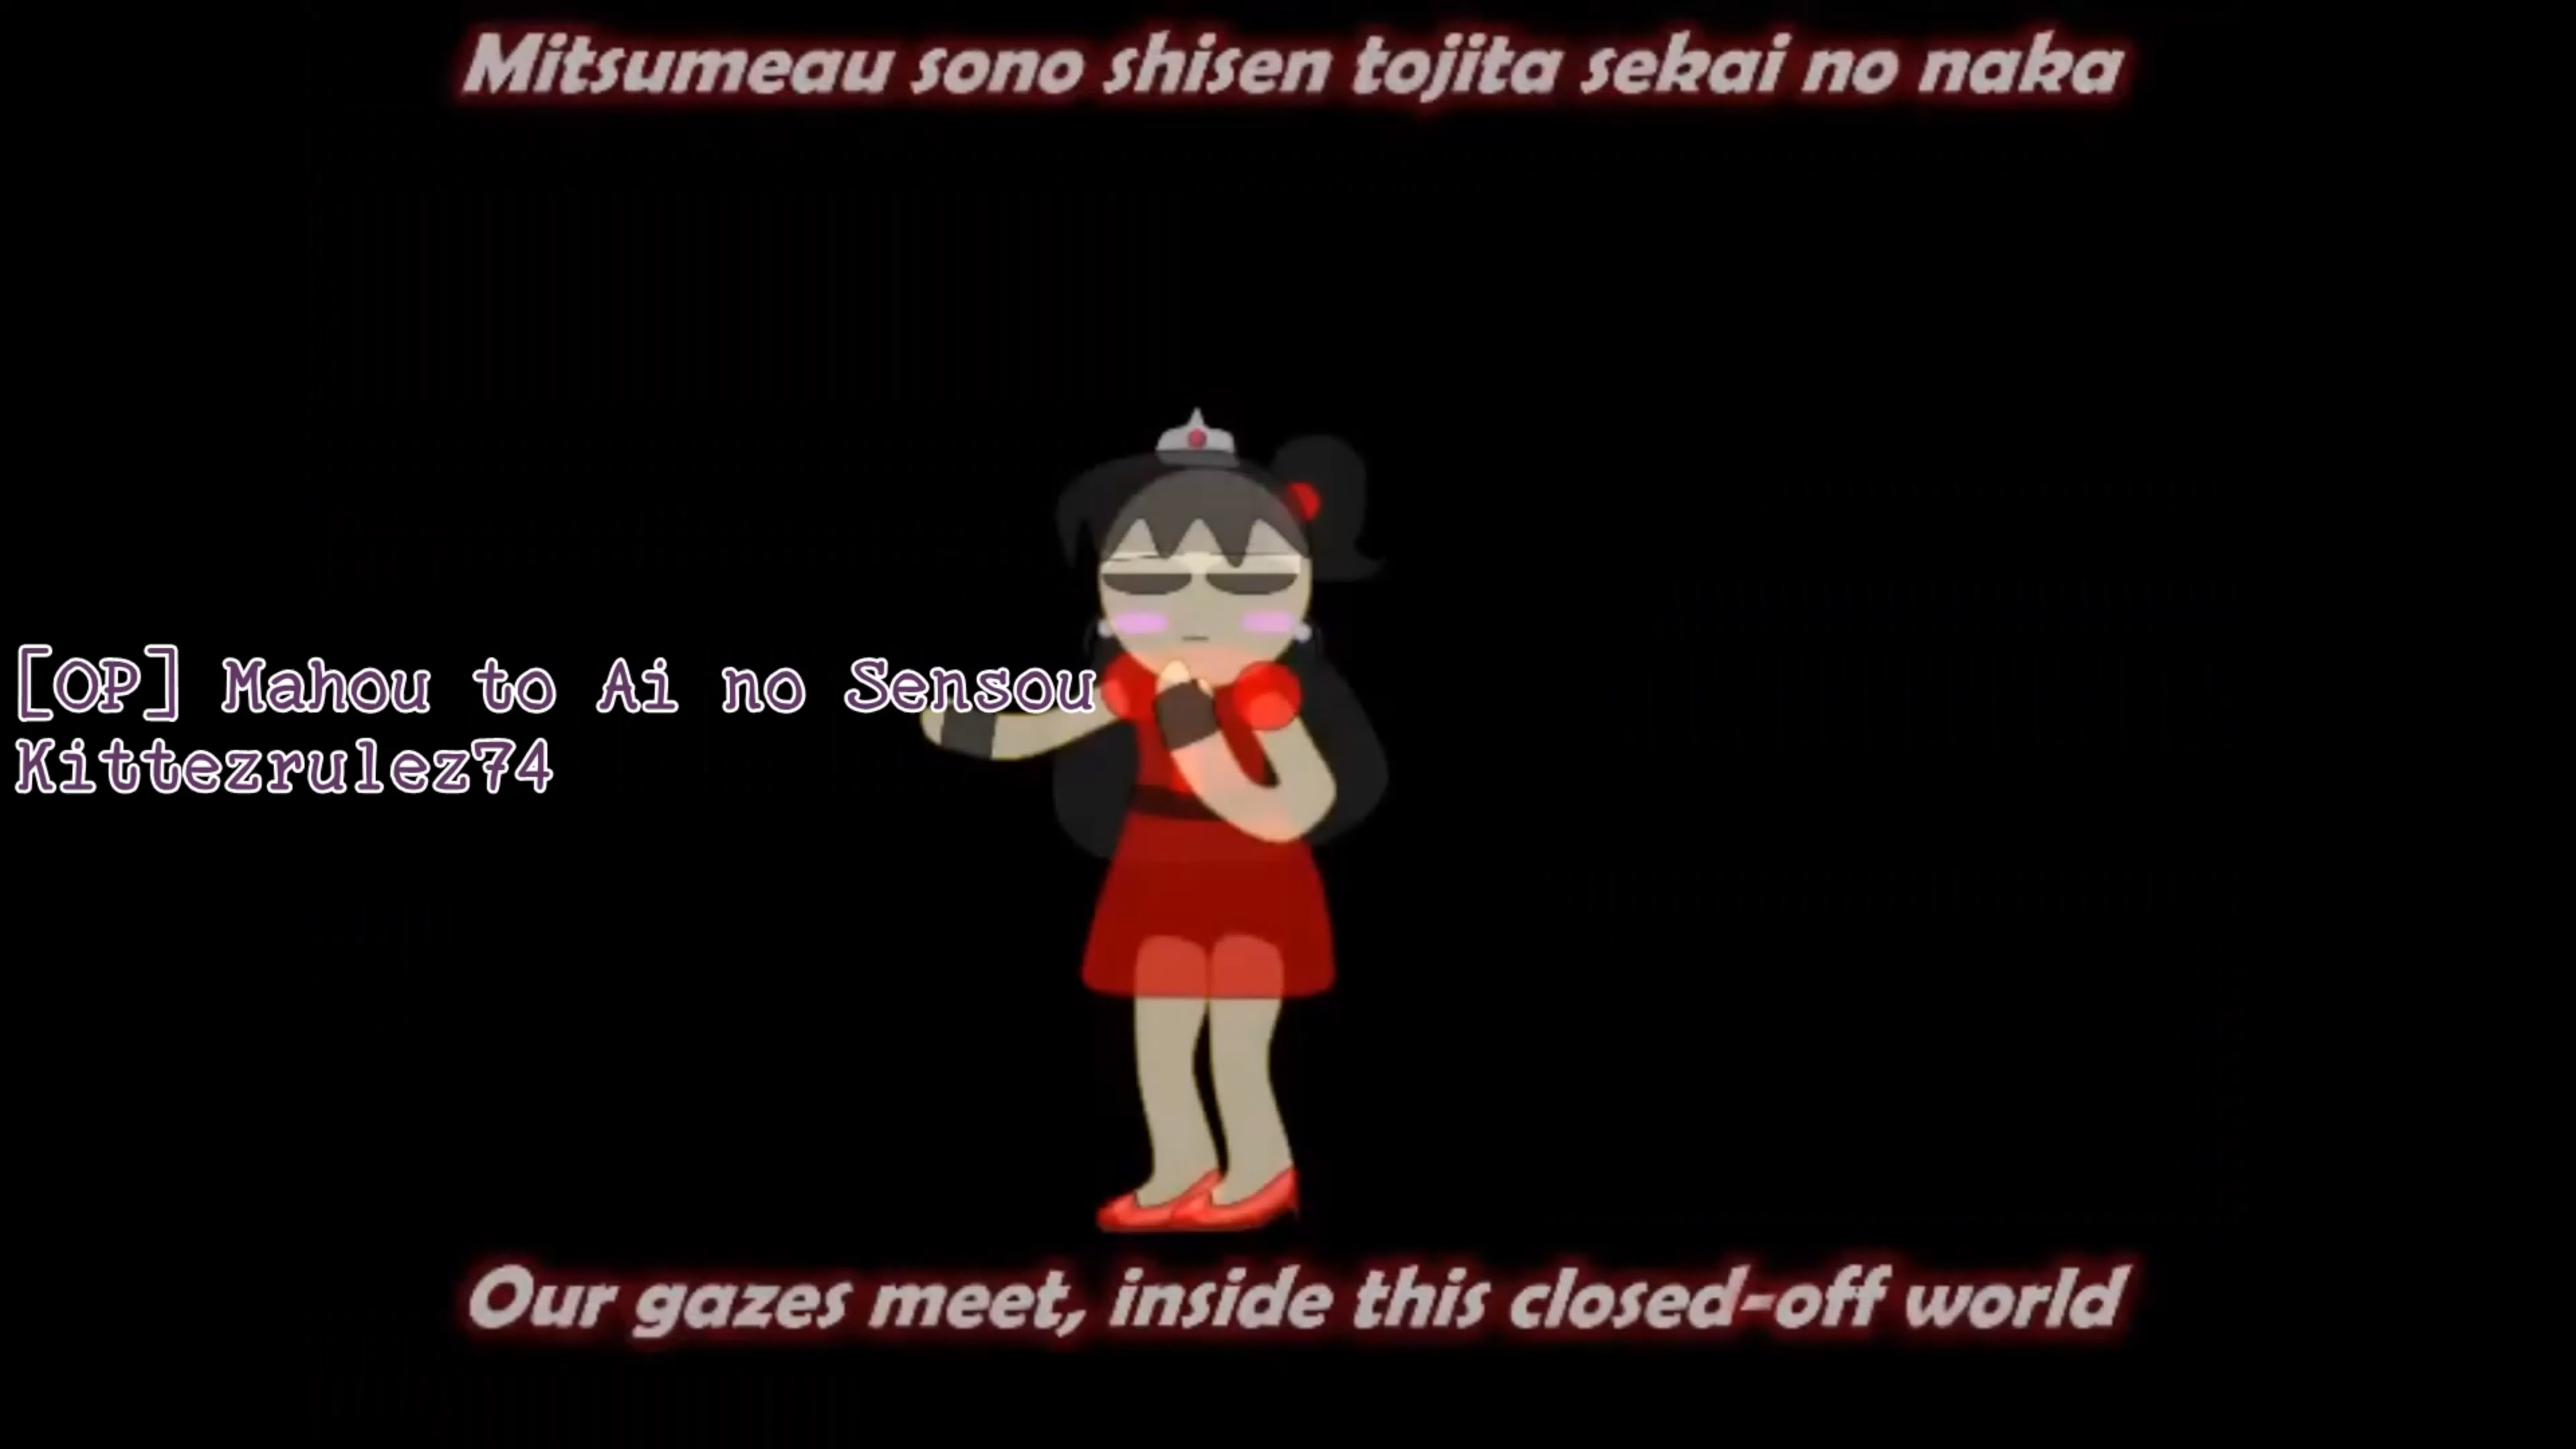 Mitsumeau sono shisen tojita sekai no naka
[OP] Mahou to Ai no Sensou
Kittezrulez74
Our gazes meet, inside this closed-off world